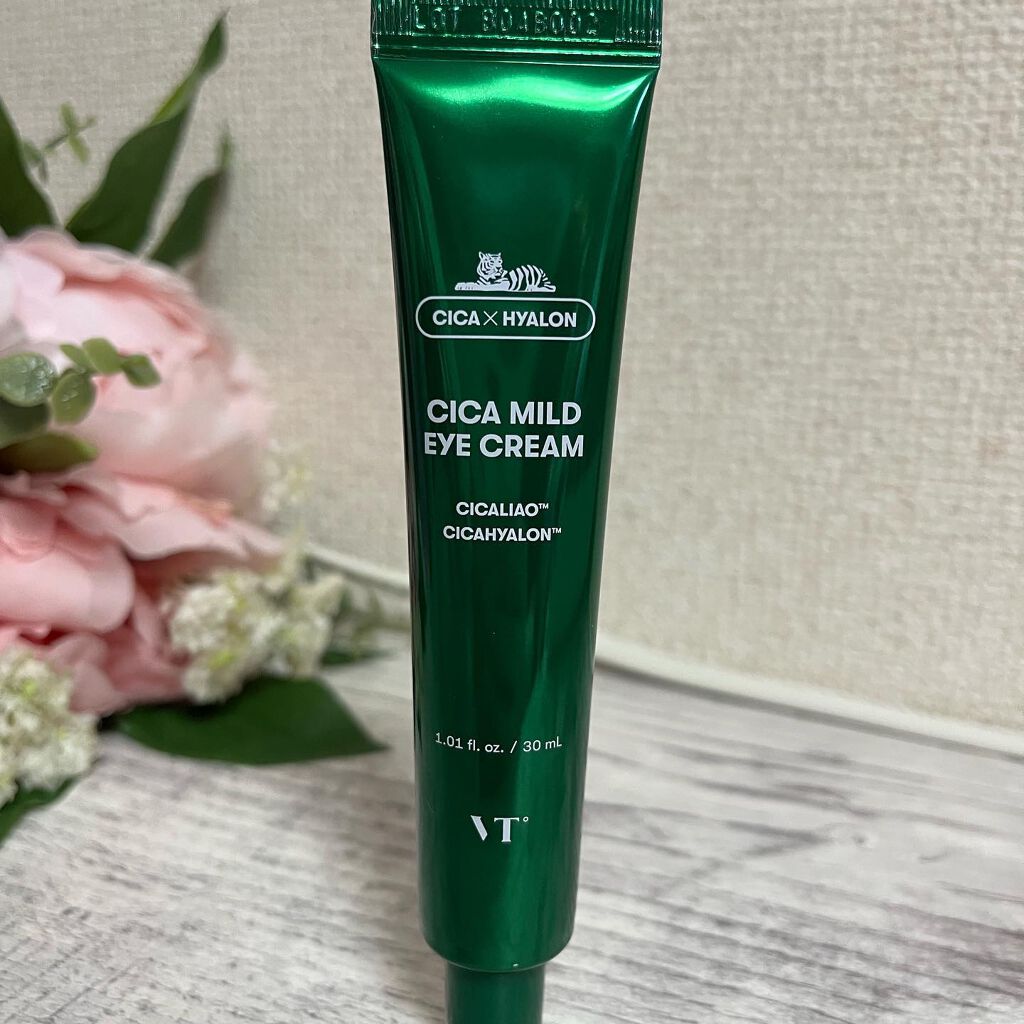 CICA×HYALON
CICA MILD
EYE CREAM
CICALIAO™
CICAHYALON™
1.01 fl. oz. / 30 mL
VT°